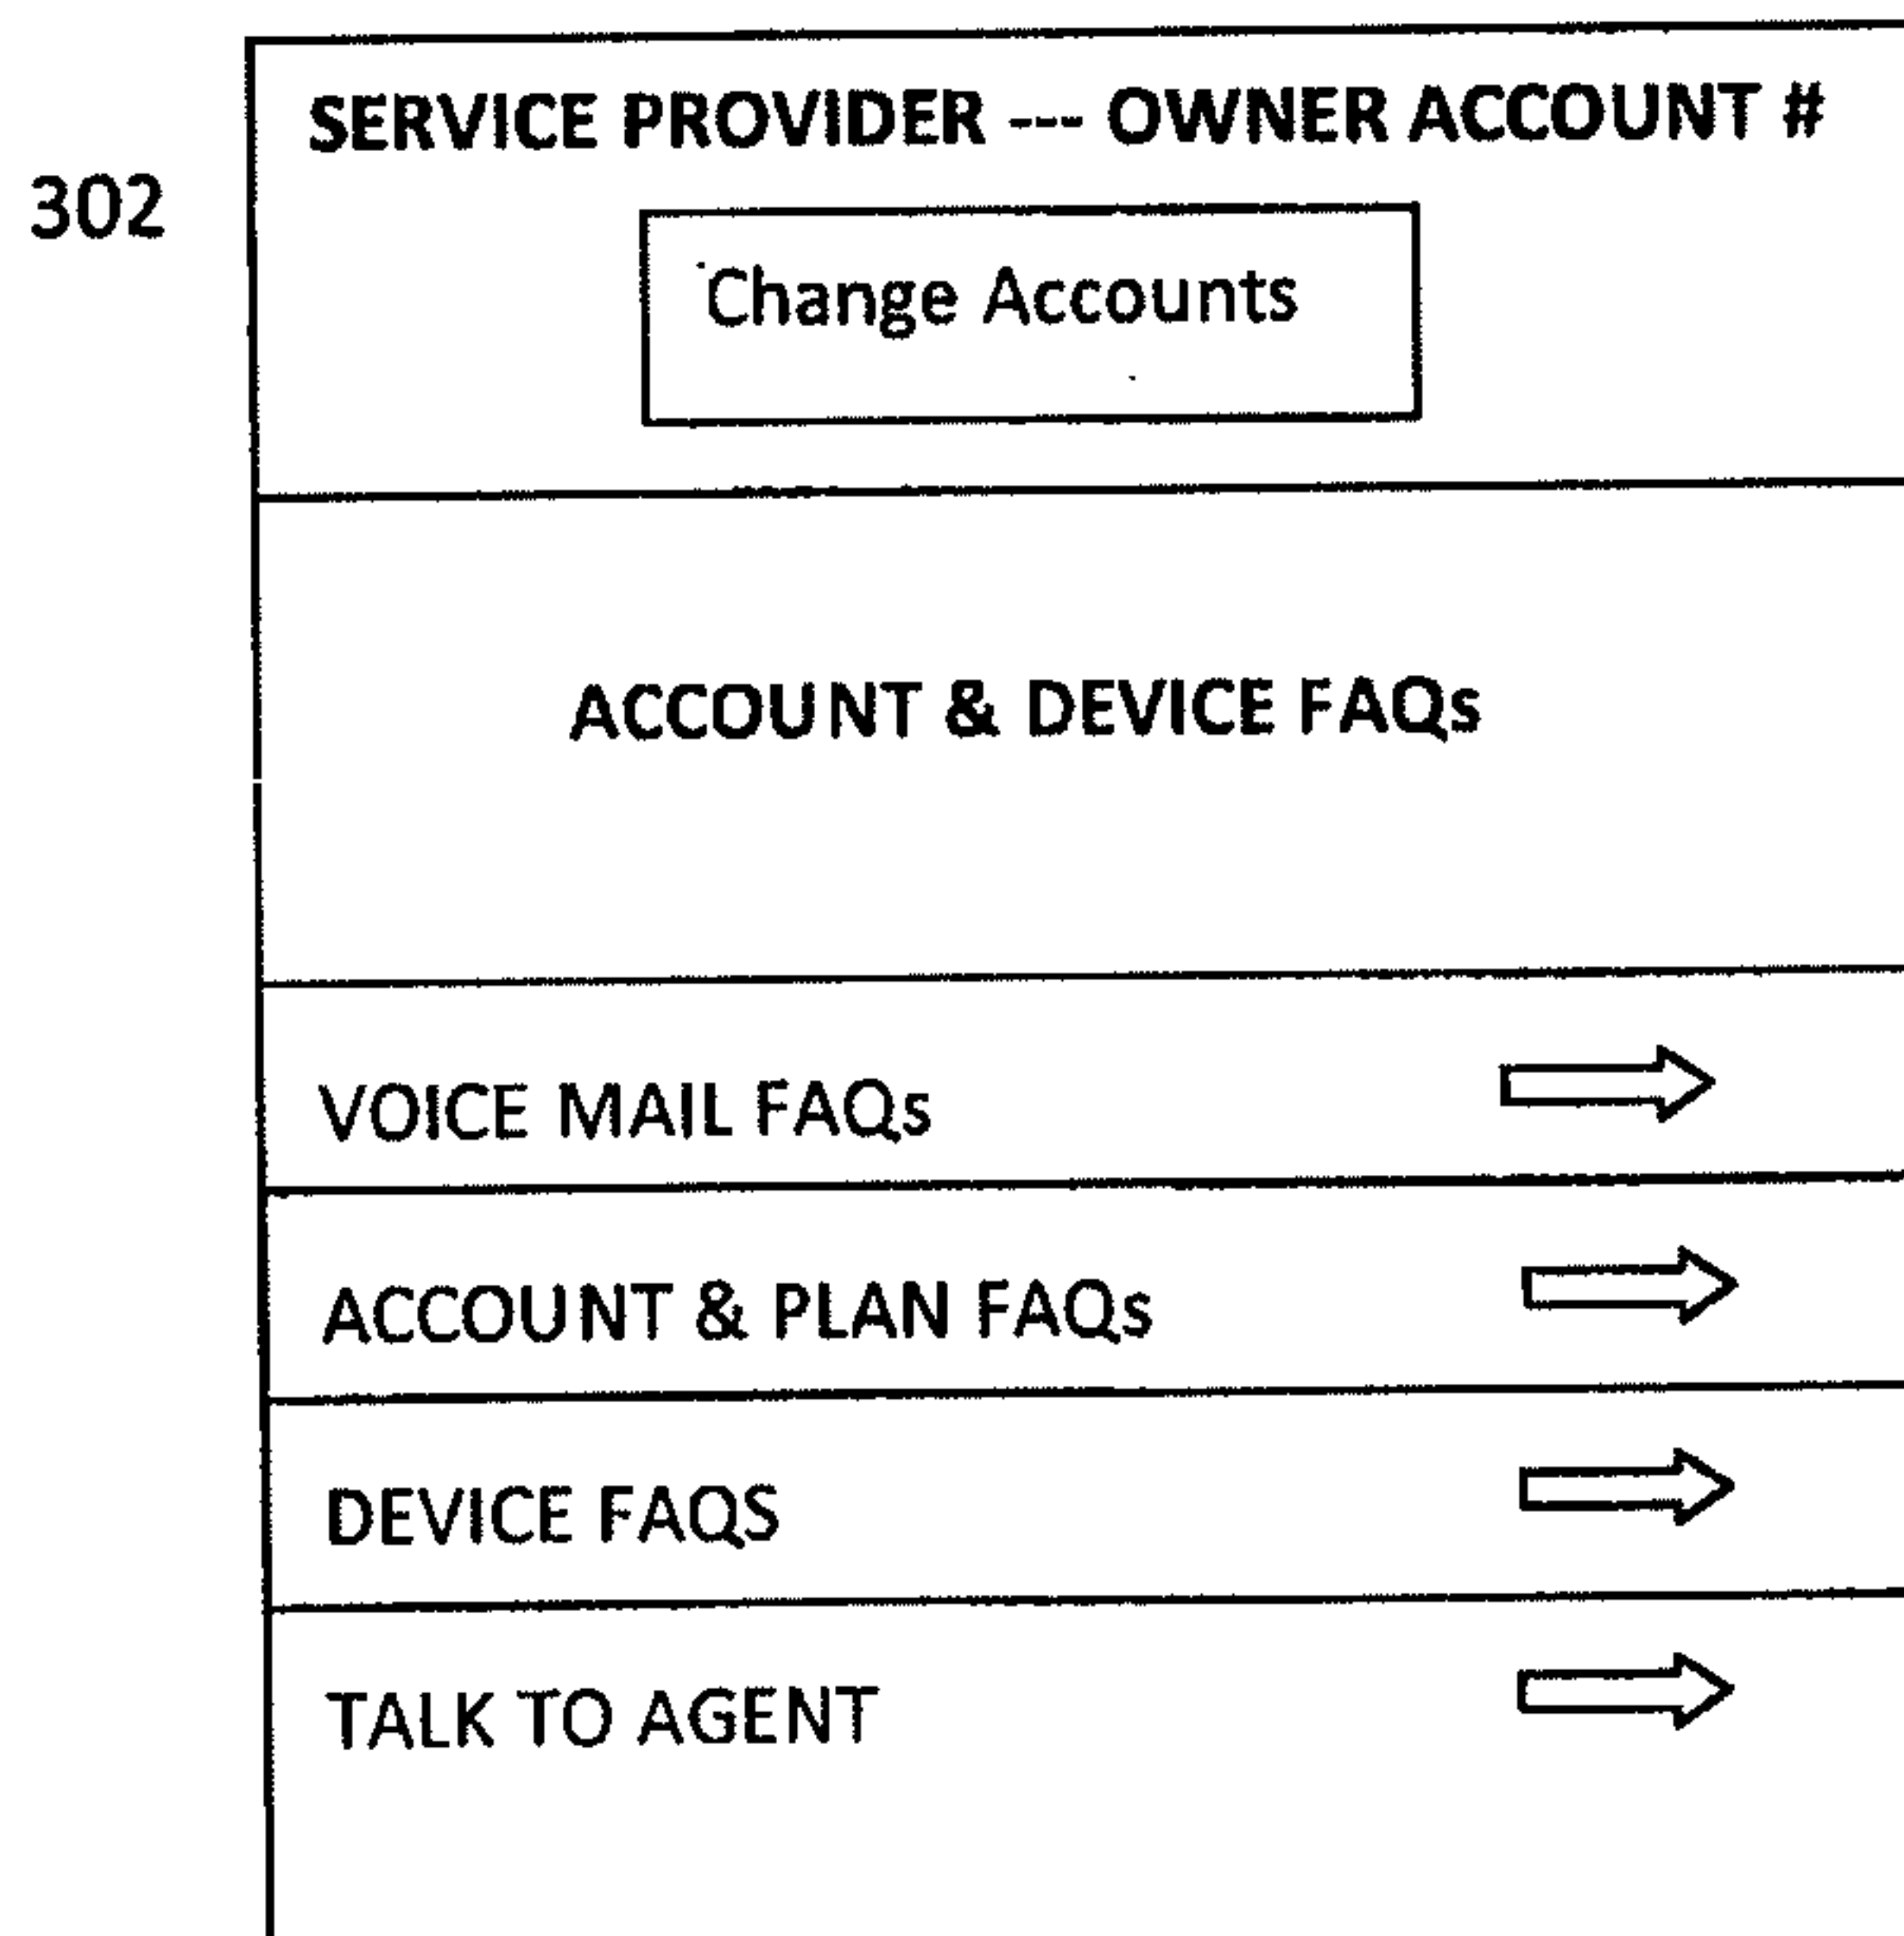 SERVICE PROVIDER --- OWNER ACCOUNT #
302
Change Accounts
ACCOUNT & DEVICE FAQs
VOICE MAIL FAQs
ACCOUNT & PLAN FAQs
DEVICE FAQS
TALK TO AGENT